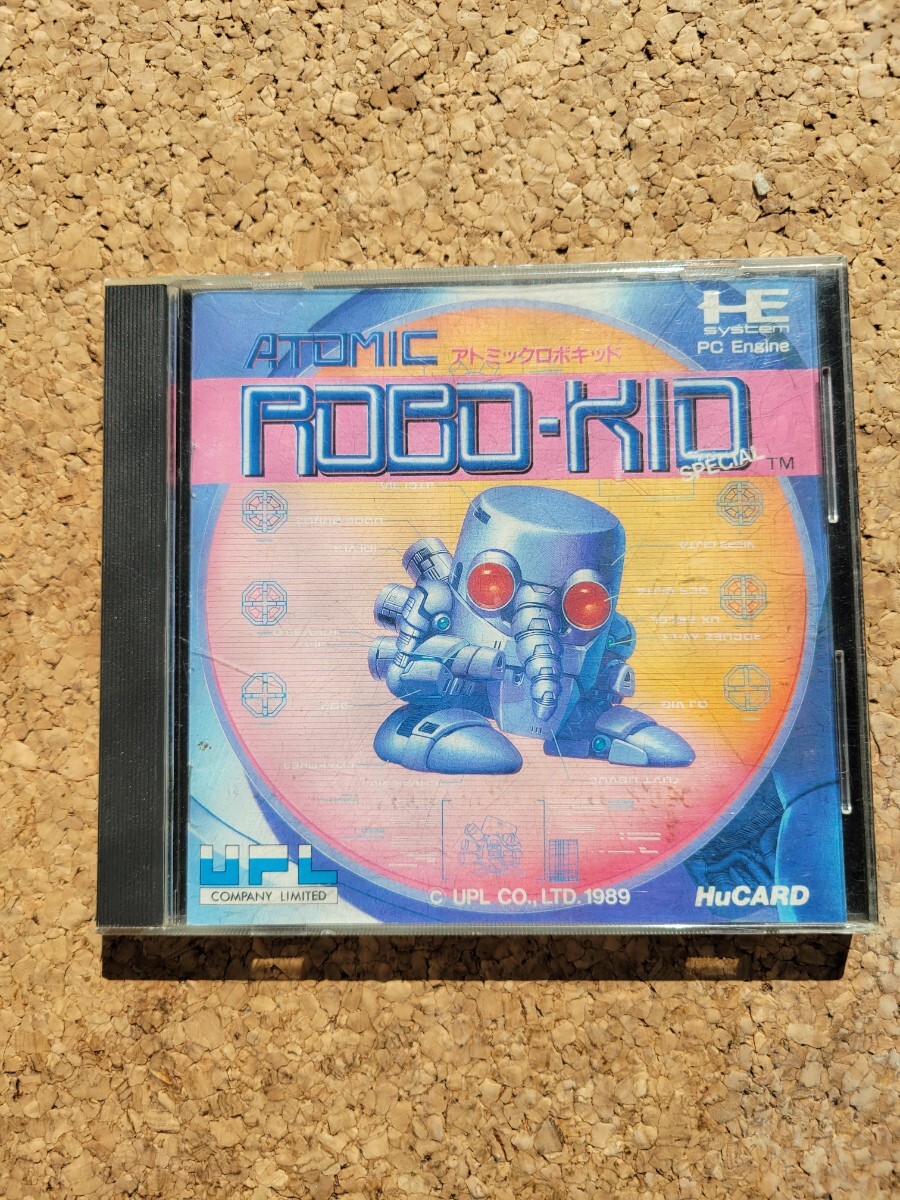 HE
system
PC Engine
ATOMIC アトミックロボキッド
ROBO-KID
SPECIAL TM
UPL
COMPANY LIMITED
© UPL CO., LTD. 1989
HuCARD